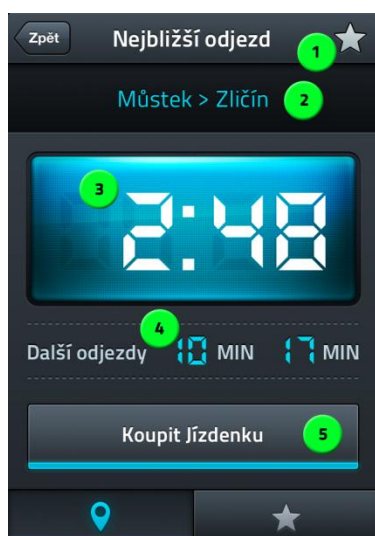 Zpět
Nejbližší odjezd
1
Můstek > Zličín
2
3
2:48
4
Další odjezdy 10 MIN 17 MIN
Koupit Jízdenku
5